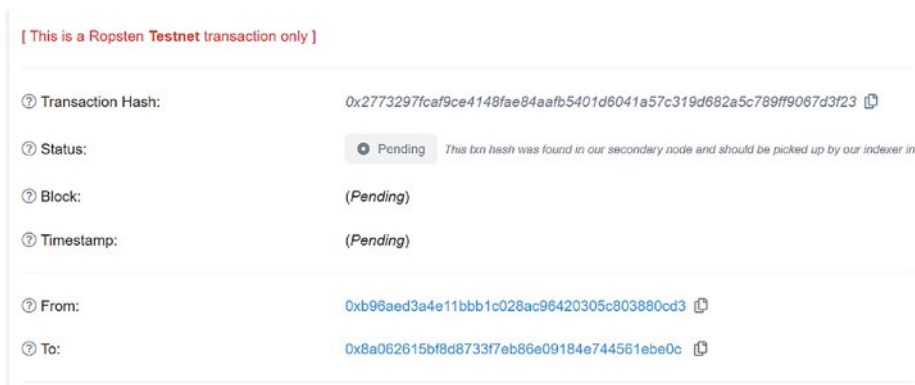 [ This is a Ropsten Testnet transaction only ]
Transaction Hash: 0x2773297fcaf9ce4148fae84aafb5401d6041a57c319d682a5c789ff9067d3f23
Status: Pending This txn hash was found in our secondary node and should be picked up by our indexer in
Block: (Pending)
Timestamp: (Pending)
From: 0xb96aed3a4e11bbb1c028ac96420305c803880cd3
To: 0x8a062615bf8d8733f7eb86e09184e744561ebe0c